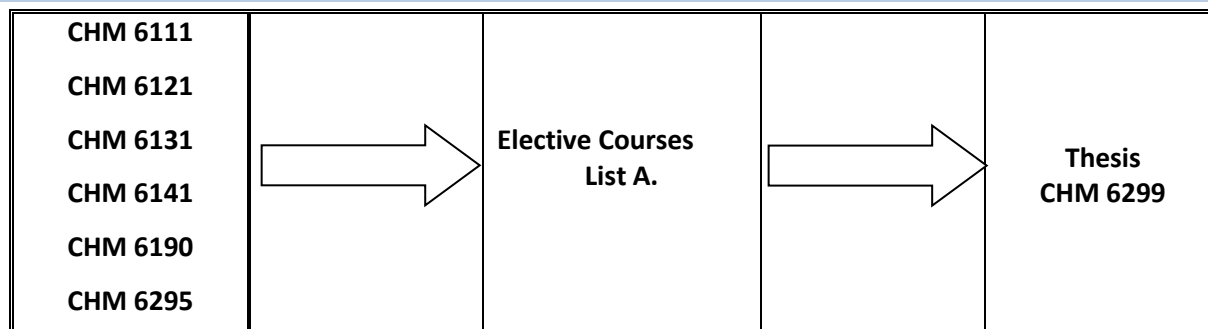 CHM 6111
CHM 6121
CHM 6131
CHM 6141
CHM 6190
CHM 6295
Elective Courses
List A.
Thesis
CHM 6299